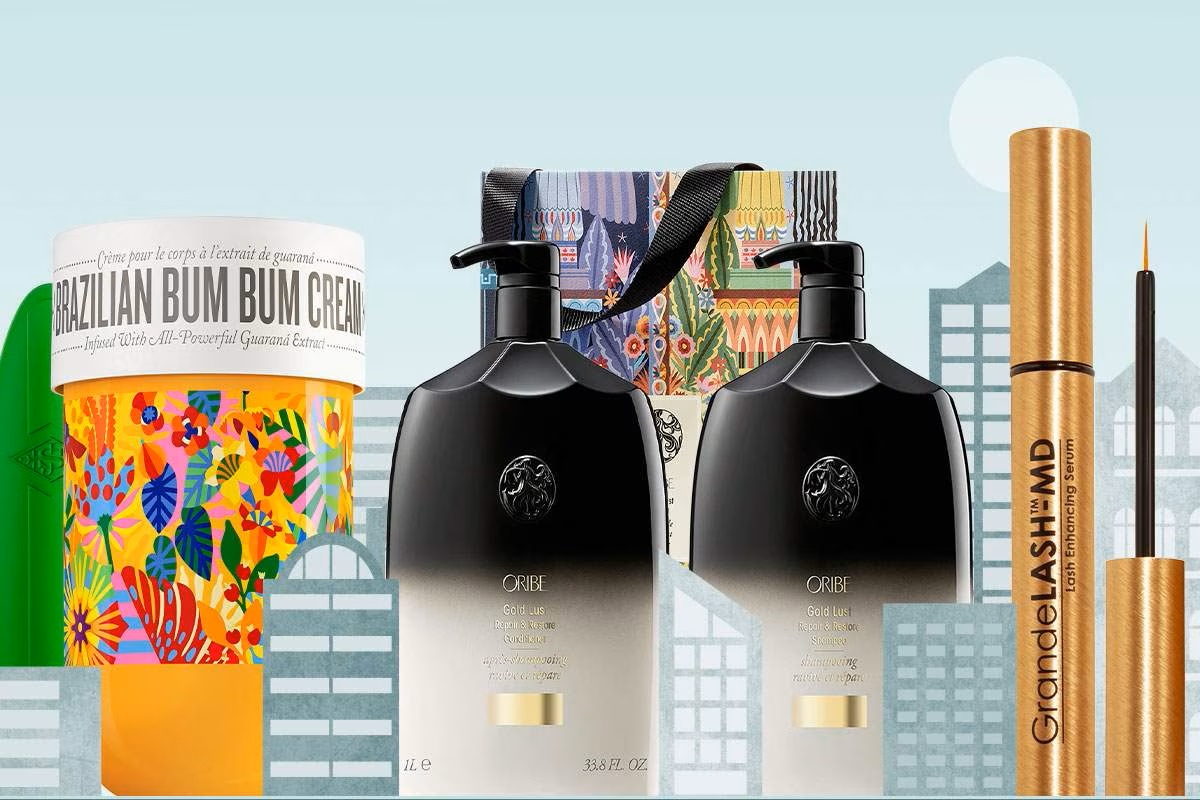 Crème pour le corps à l'extrait de guaraná
BRAZILIAN BUM BUM CREAM
Infused With All-Powerful Guaraná Extract
ORIBE
Gold Lust
Repair & Restore
Conditioner
après-shampooing
ravive et répare
1L e
33.8 FL. OZ.
ORIBE
Gold Lust
Repair & Restore
Shampoo
shampooing
ravive et répare
GrandeLASH™-MD
Lash Enhancing Serum